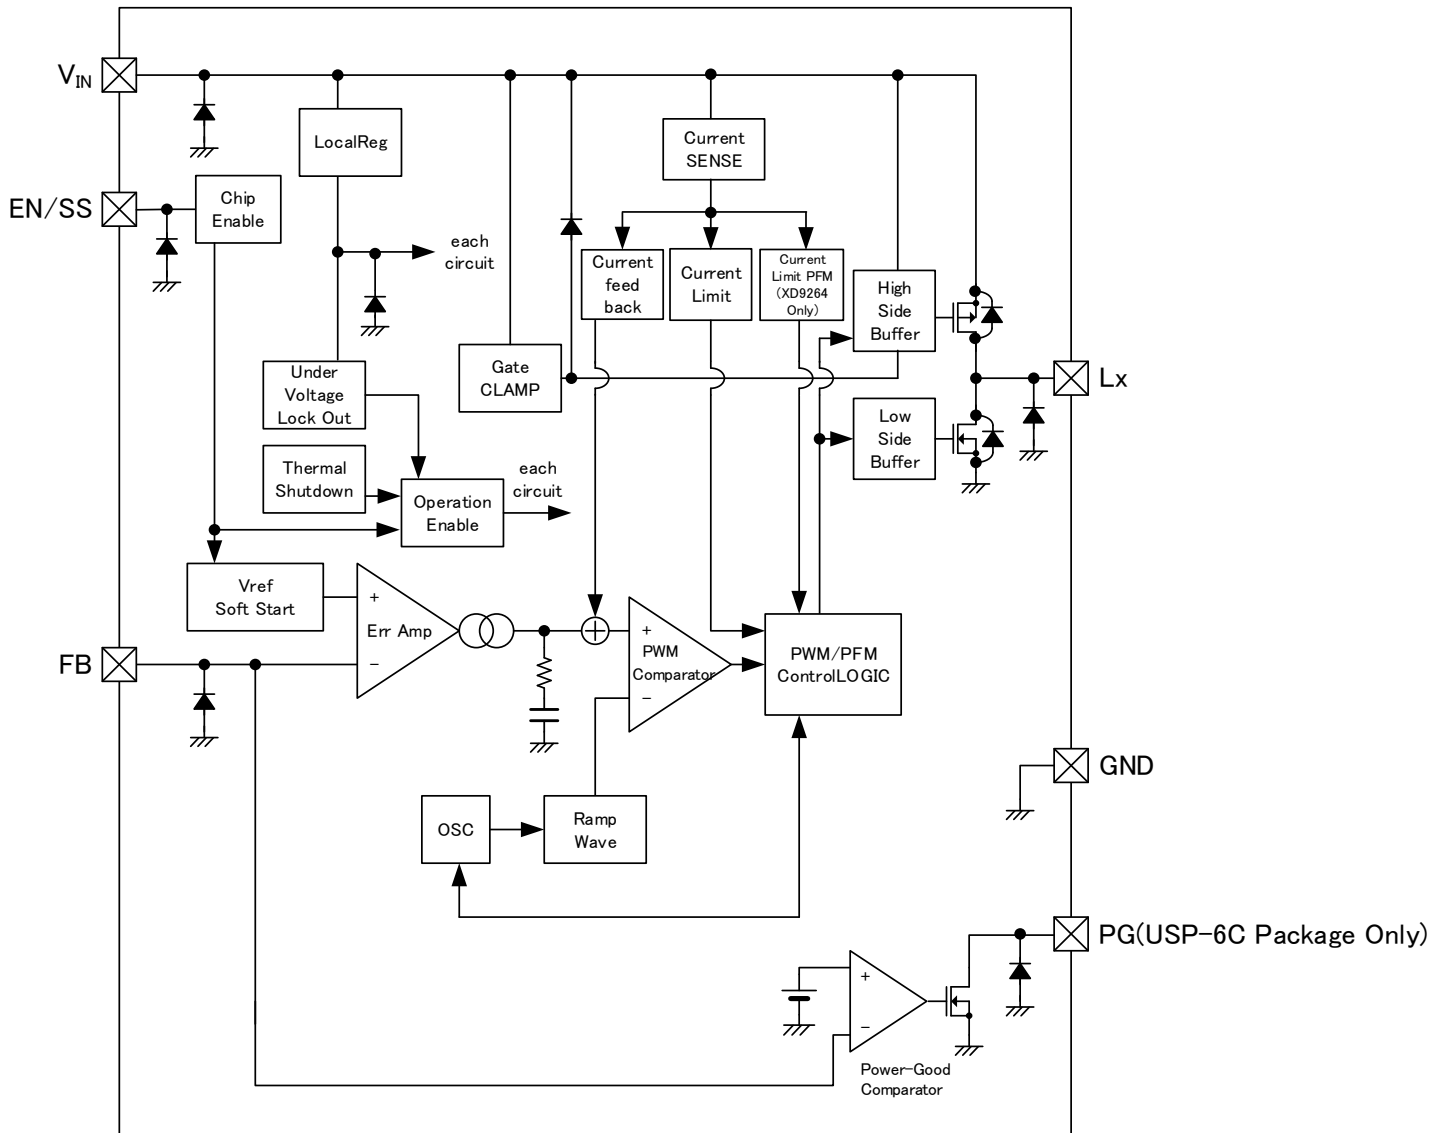 VIN
LocalReg
Current
SENSE
EN/SS
Chip
Enable
each
circuit
Current
feed
back
Current
Limit
Current
Limit PFM
(XD9264
Only)
High
Side
Buffer
Under
Voltage
Lock Out
Gate
CLAMP
Lx
Low
Side
Buffer
Thermal
Shutdown
Operation
Enable
each
circuit
Vref
Soft Start
+
Err Amp
−
FB
+
PWM
Comparator
−
PWM/PFM
ControlLOGIC
GND
OSC
Ramp
Wave
PG(USP-6C Package Only)
+
−
Power-Good
Comparator